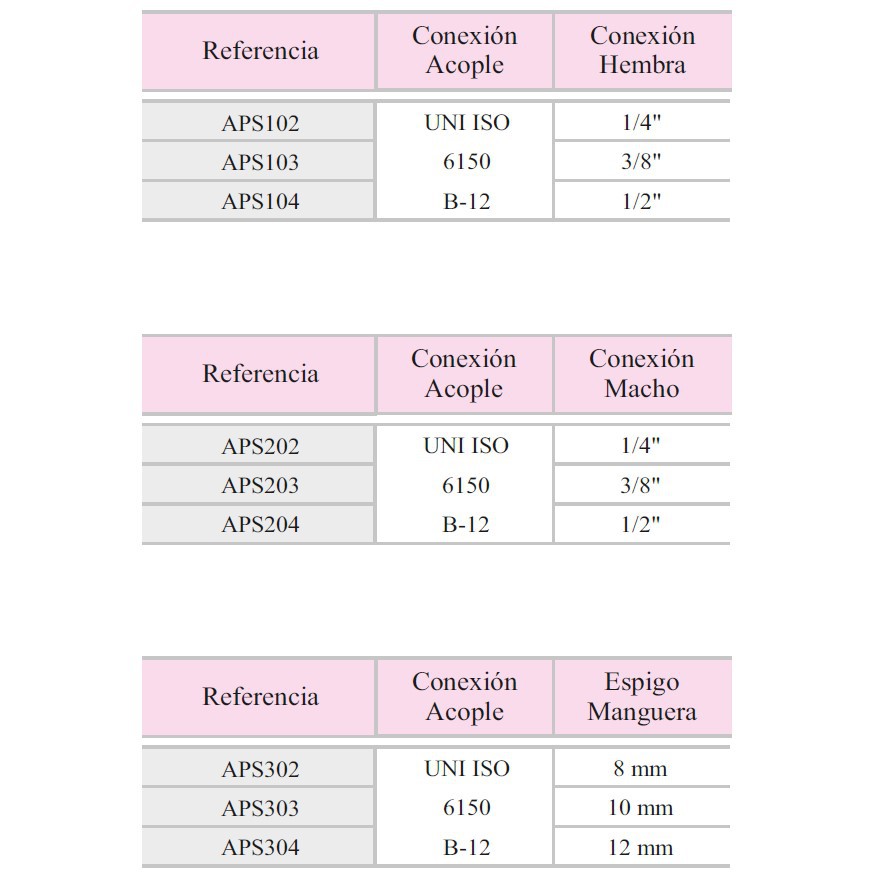 Referencia Conexión Acople Conexión Hembra
APS102 UNI ISO 1/4"
APS103 6150 3/8"
APS104 B-12 1/2"
Referencia Conexión Acople Conexión Macho
APS202 UNI ISO 1/4"
APS203 6150 3/8"
APS204 B-12 1/2"
Referencia Conexión Acople Espigo Manguera
APS302 UNI ISO 8 mm
APS303 6150 10 mm
APS304 B-12 12 mm